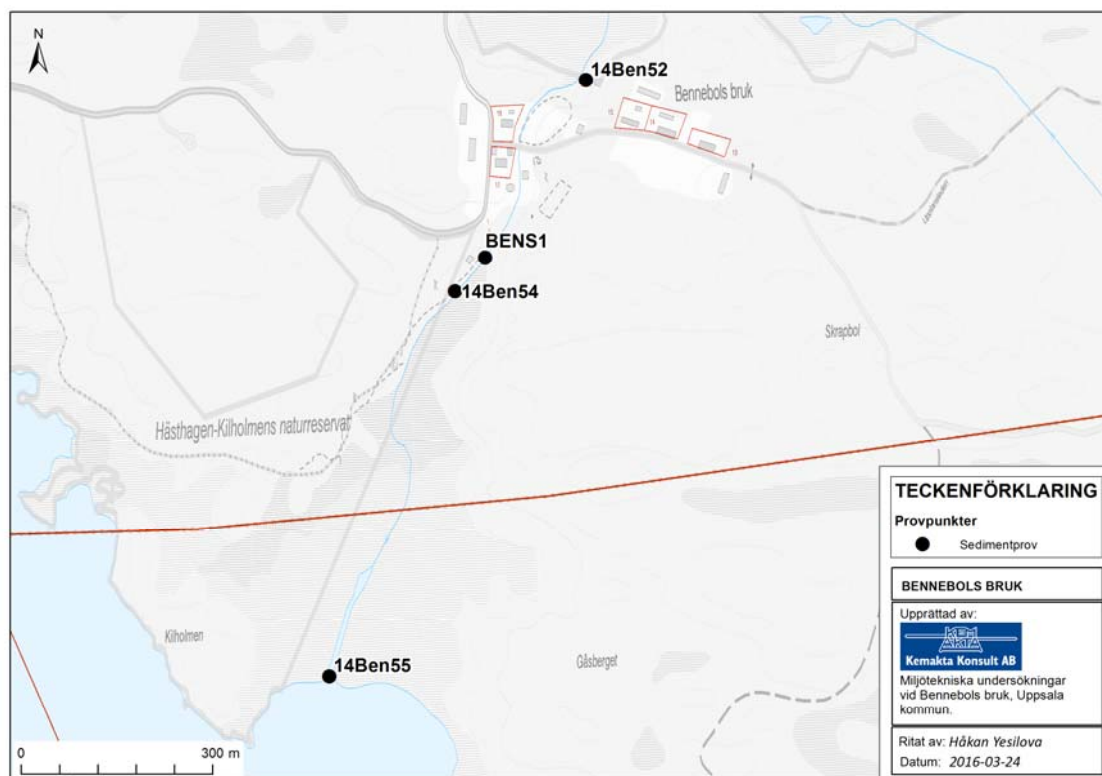 N
14Ben52
Bennebols bruk
BENS1
14Ben54
Skrapbol
Hästhagen-Kilholmens naturreservat
Kilholmen
14Ben55
Gåsberget
0 300 m
TECKENFÖRKLARING
Provpunkter
Sedimentprov
BENNEBOLS BRUK
Upprättad av:
KEM
AKTA
Kemakta Konsult AB
Miljötekniska undersökningar
vid Bennebols bruk, Uppsala
kommun.
Ritat av: Håkan Yesilova
Datum: 2016-03-24